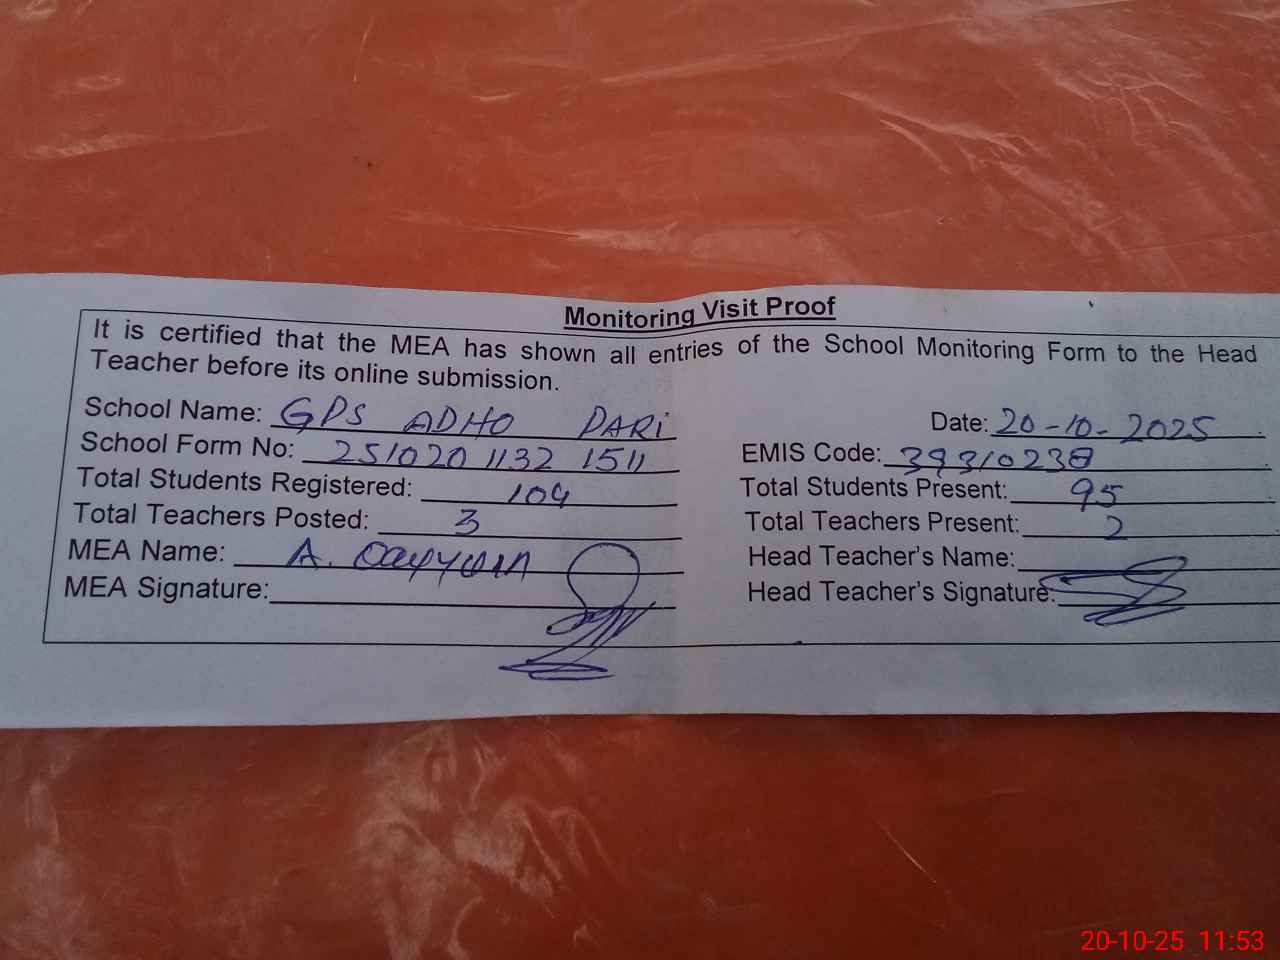 Monitoring Visit Proof
It is certified that the MEA has shown all entries of the School Monitoring Form to the Head
Teacher before its online submission.
School Name: GPS ADHO PARI Date: 20-10-2025
School Form No: 251020 1132 1511 EMIS Code: 39310238
Total Students Registered: 104 Total Students Present: 95
Total Teachers Posted: 3 Total Teachers Present: 2
MEA Name: A. Head Teacher's Name:
MEA Signature: Head Teacher's Signature:
20-10-25 11:53